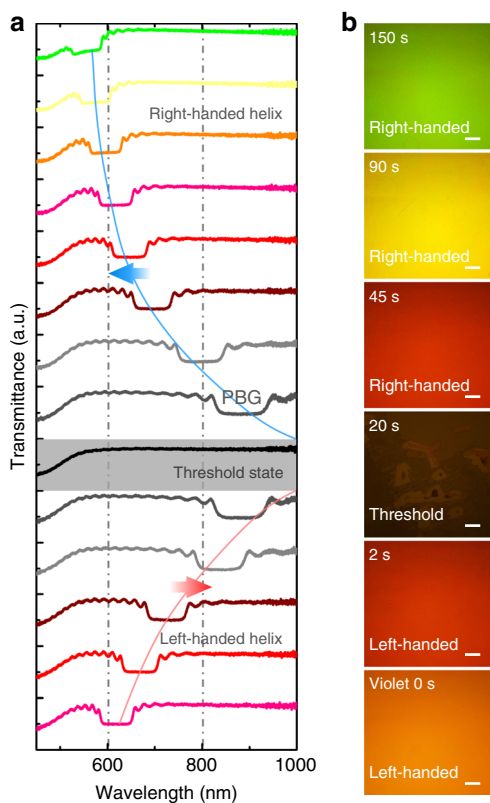 a
b
Right-handed helix
PBG
Threshold state
Left-handed helix
Transmittance (a.u.)
600
800
1000
Wavelength (nm)
150 s
Right-handed
90 s
Right-handed
45 s
Right-handed
20 s
Threshold
2 s
Left-handed
Violet 0 s
Left-handed